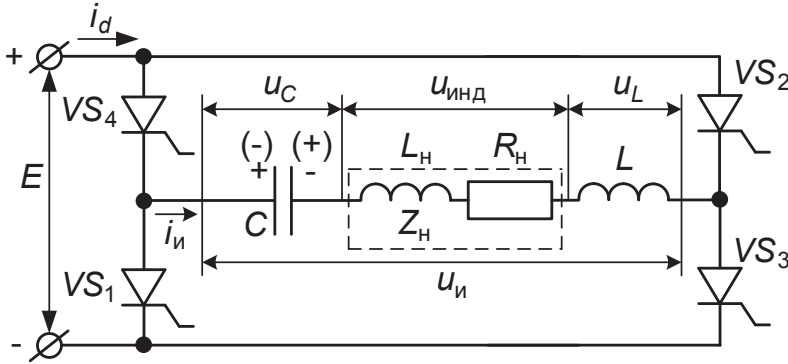 i_d
+
u_C u_инд u_L
VS_2
VS_4
(-) (+) L_н R_н L
+ -
E
i_и C Z_н
VS_1 VS_3
u_и
-